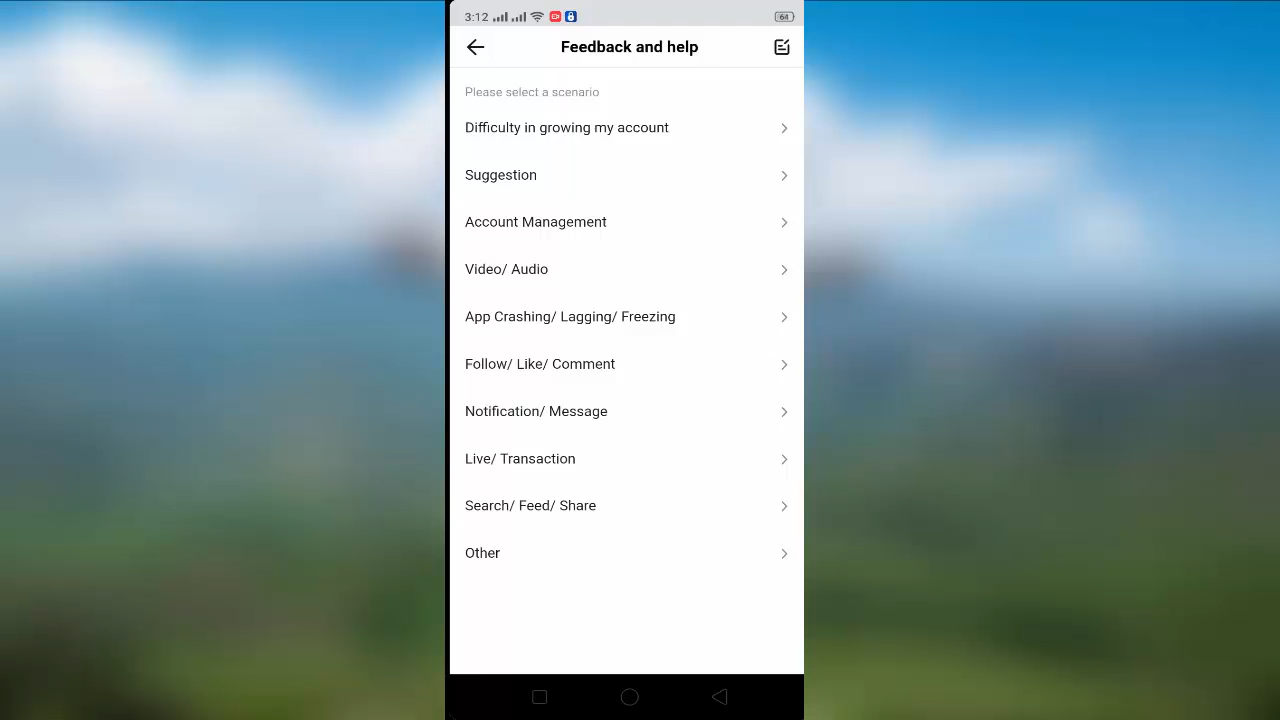 3:12 64
Feedback and help
Please select a scenario
Difficulty in growing my account
Suggestion
Account Management
Video/ Audio
App Crashing/ Lagging/ Freezing
Follow/ Like/ Comment
Notification/ Message
Live/ Transaction
Search/ Feed/ Share
Other